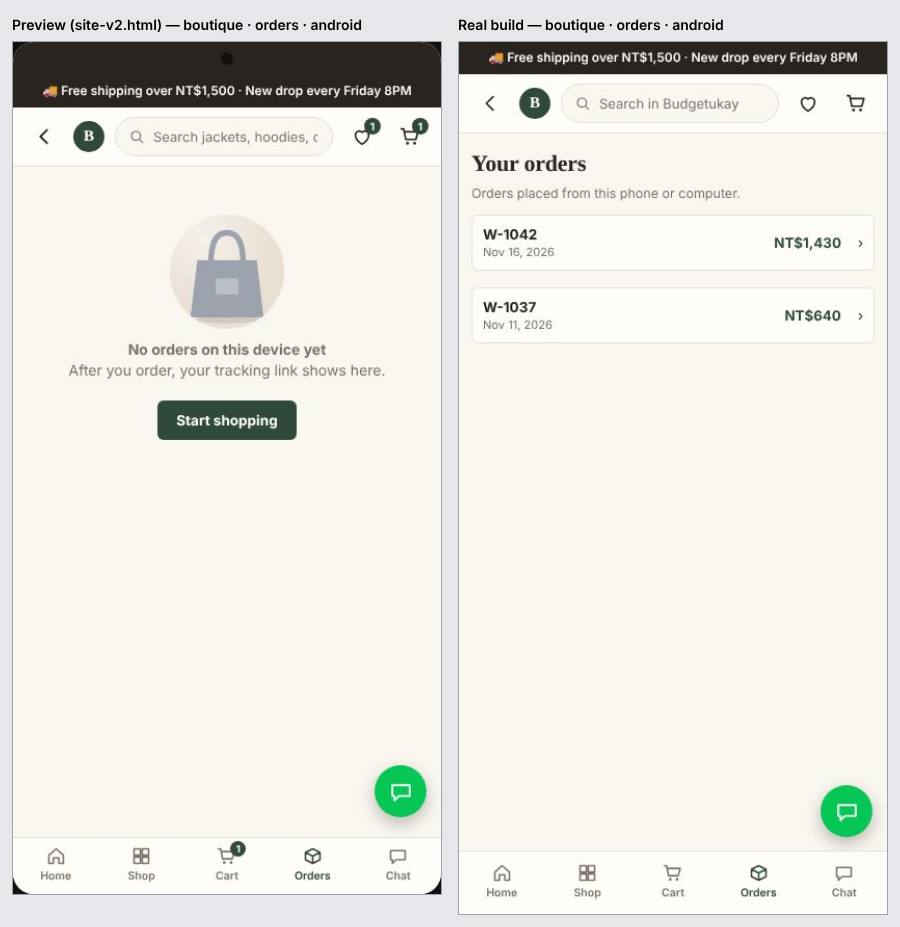 Preview (site-v2.html) — boutique · orders · android
🚚 Free shipping over NT$1,500 · New drop every Friday 8PM
B
Search jackets, hoodies, c
1
1
No orders on this device yet
After you order, your tracking link shows here.
Start shopping
1
Home
Shop
Cart
Orders
Chat
Real build — boutique · orders · android
🚚 Free shipping over NT$1,500 · New drop every Friday 8PM
B
Search in Budgetukay
Your orders
Orders placed from this phone or computer.
W-1042
Nov 16, 2026
NT$1,430 ›
W-1037
Nov 11, 2026
NT$640 ›
Home
Shop
Cart
Orders
Chat